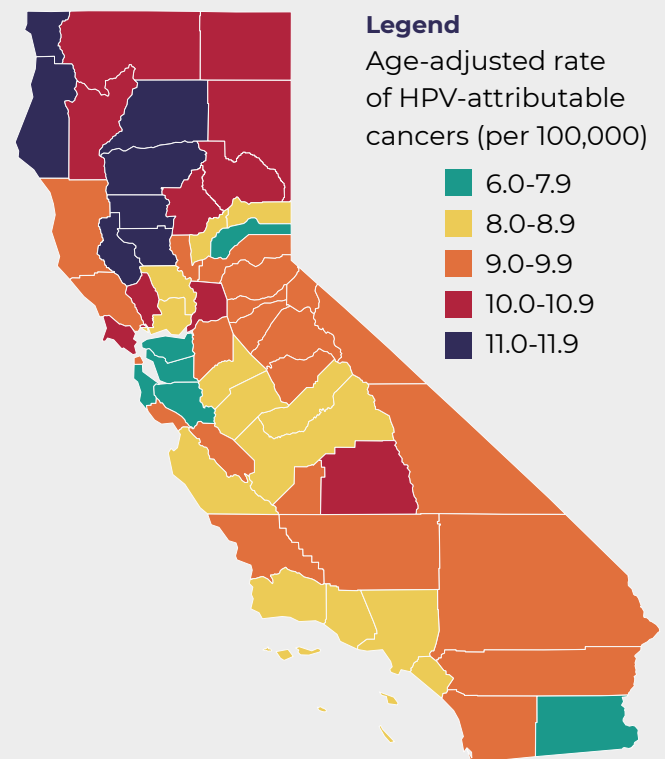 Legend
Age-adjusted rate
of HPV-attributable
cancers (per 100,000)
6.0-7.9
8.0-8.9
9.0-9.9
10.0-10.9
11.0-11.9